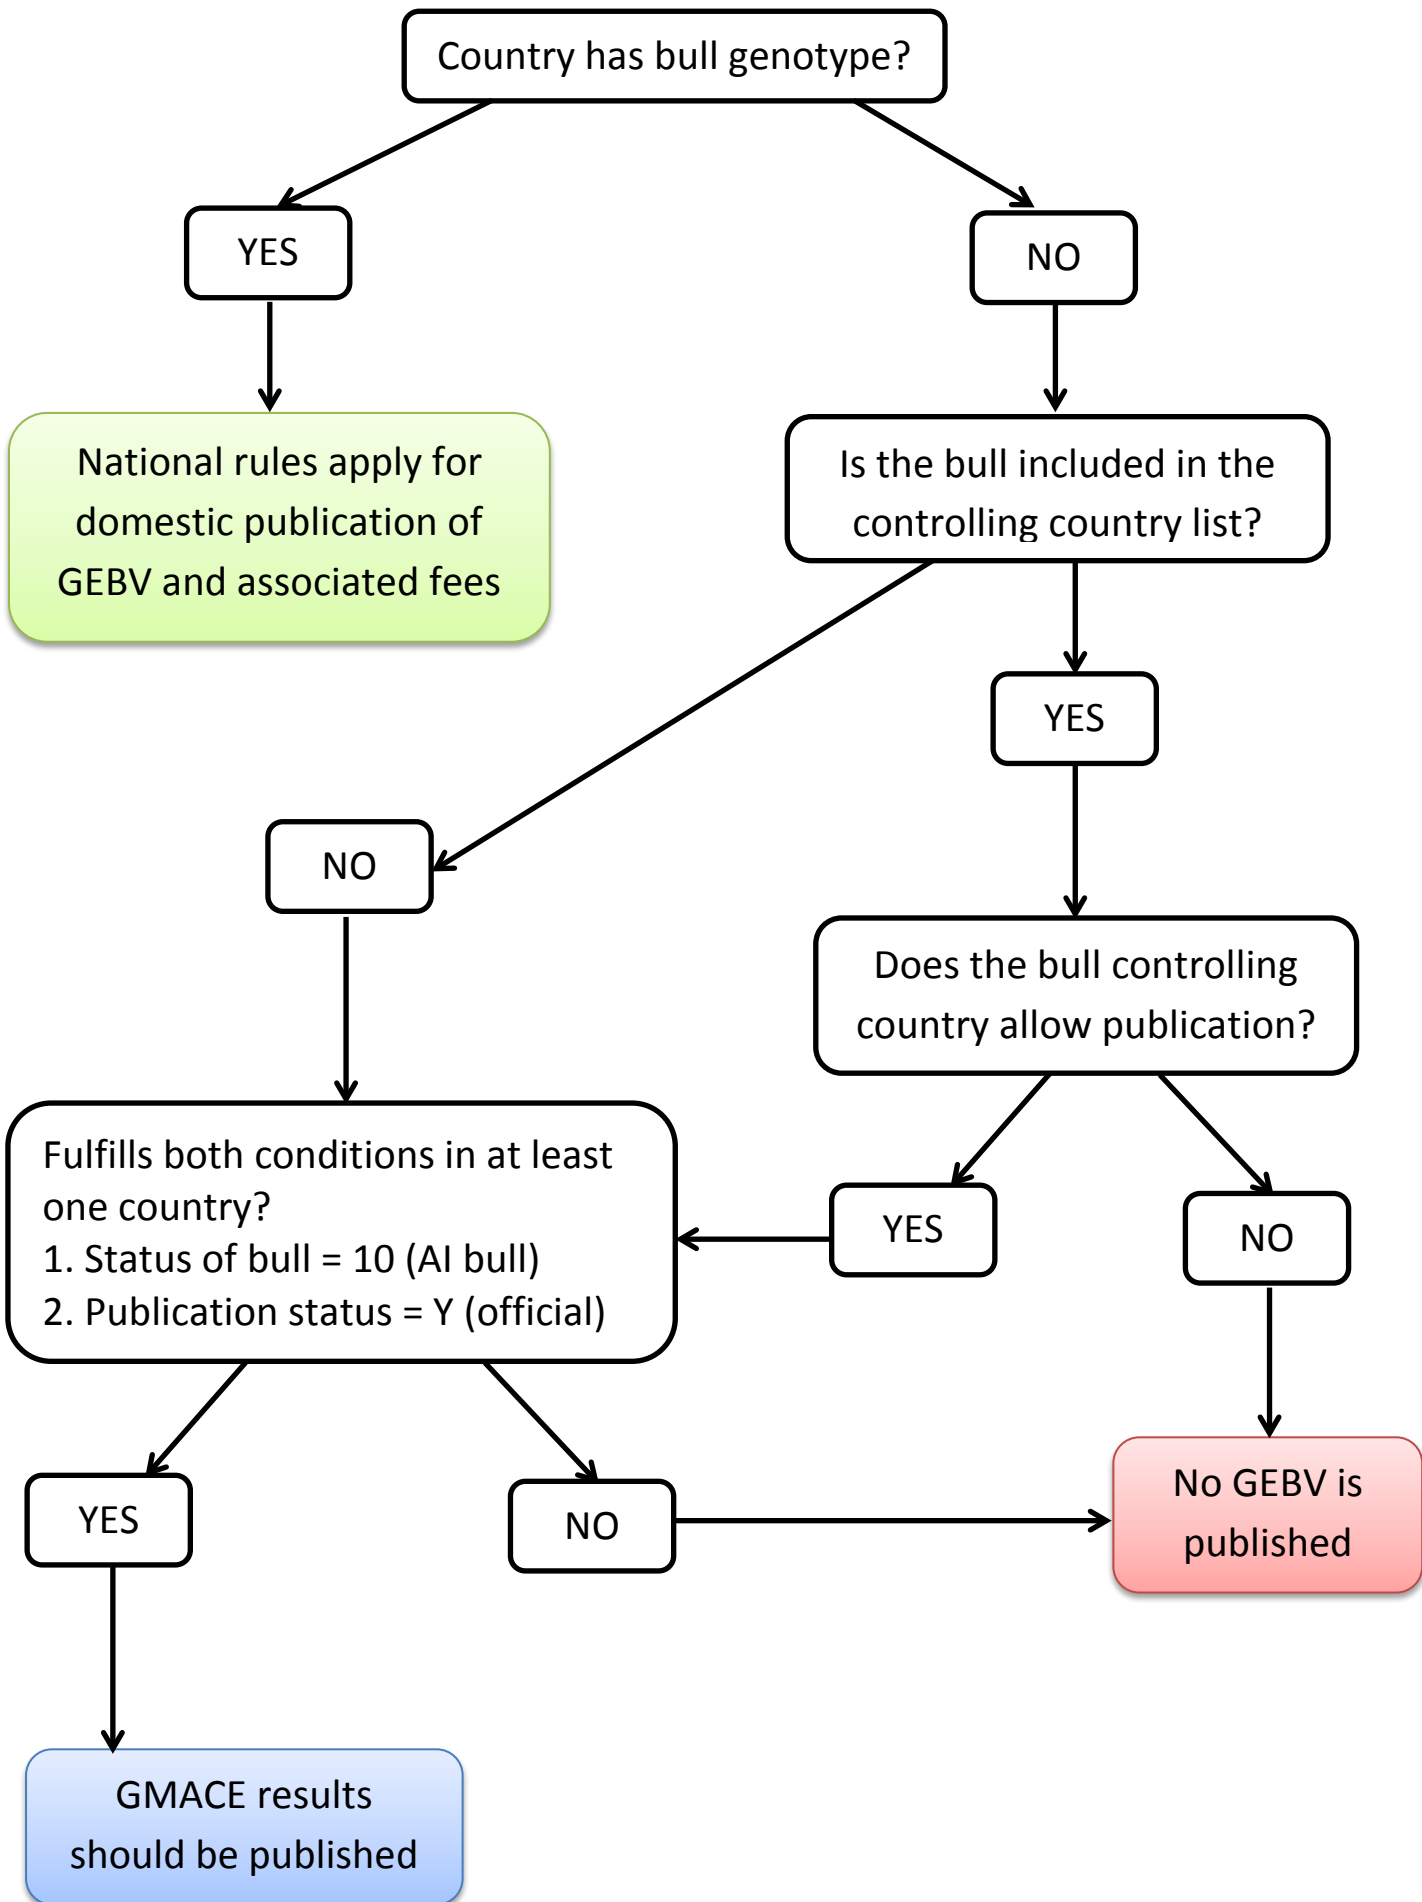 Country has bull genotype?
YES
NO
National rules apply for
domestic publication of
GEBV and associated fees
Is the bull included in the
controlling country list?
YES
NO
Does the bull controlling
country allow publication?
Fulfills both conditions in at least
one country?
1. Status of bull = 10 (AI bull)
2. Publication status = Y (official)
YES
NO
YES
NO
No GEBV is
published
GMACE results
should be published